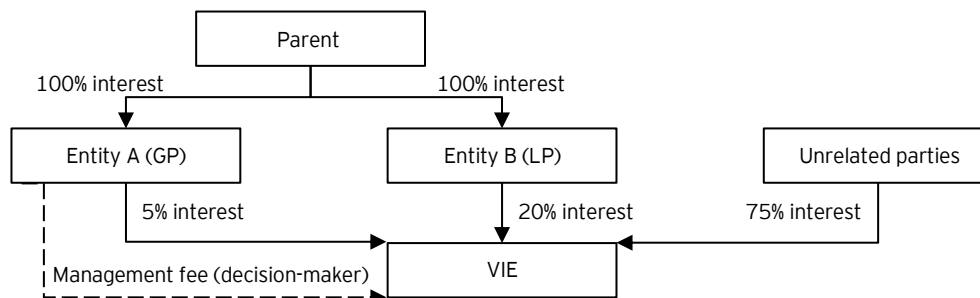 Parent
100% interest
100% interest
Entity A (GP)
Entity B (LP)
Unrelated parties
5% interest
20% interest
75% interest
Management fee (decision-maker)
VIE